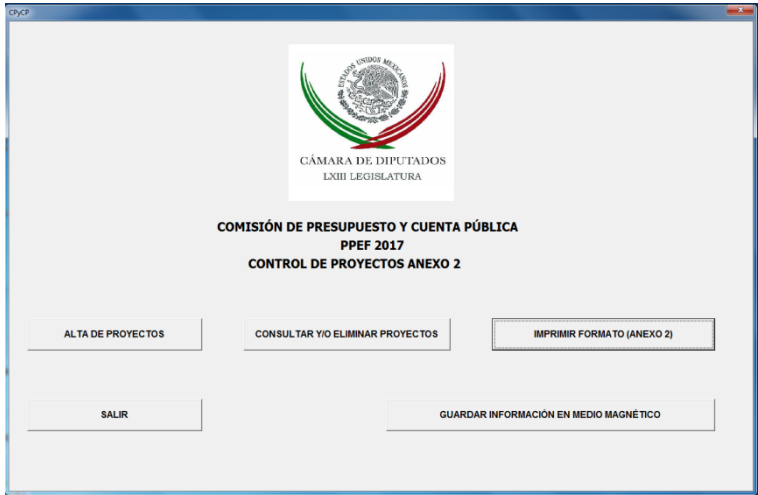 CPyCP
ESTADOS UNIDOS MEXICANOS
CÁMARA DE DIPUTADOS
LXIII LEGISLATURA
COMISIÓN DE PRESUPUESTO Y CUENTA PÚBLICA
PPEF 2017
CONTROL DE PROYECTOS ANEXO 2
ALTA DE PROYECTOS
CONSULTAR Y/O ELIMINAR PROYECTOS
IMPRIMIR FORMATO (ANEXO 2)
SALIR
GUARDAR INFORMACIÓN EN MEDIO MAGNÉTICO